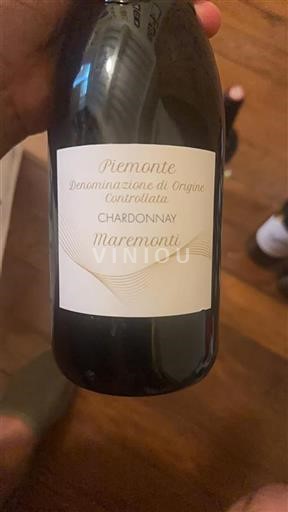 Piemonte
Denominazione di Origine
Controllata
CHARDONNAY
Maremonti
VINIOU